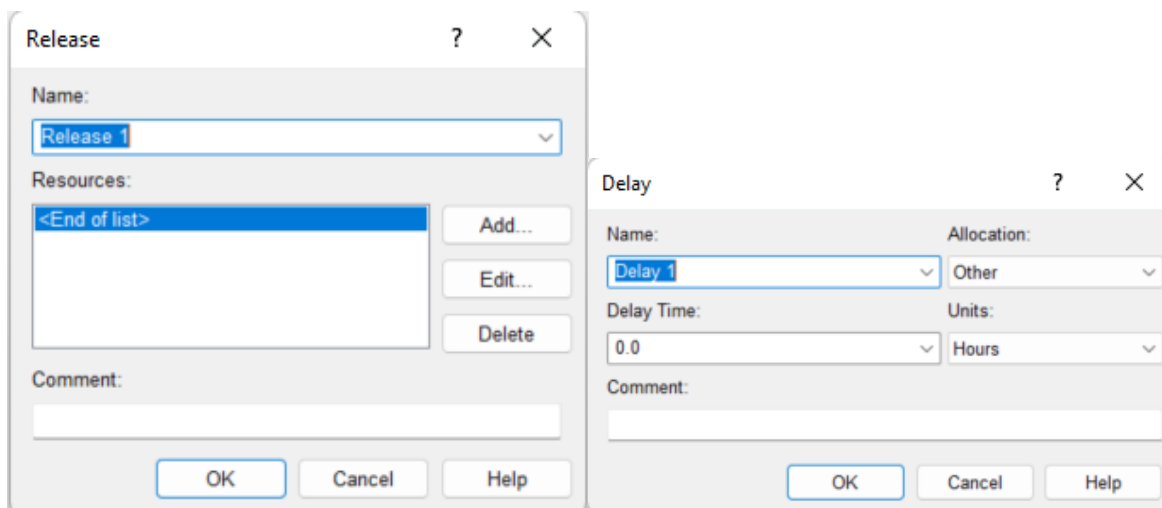 Release ?
Name:
Release 1
Resources:
<End of list>
Add...
Edit...
Delete
Comment:
OK Cancel Help
Delay ?
Name: Allocation:
Delay 1 Other
Delay Time: Units:
0.0 Hours
Comment:
OK Cancel Help